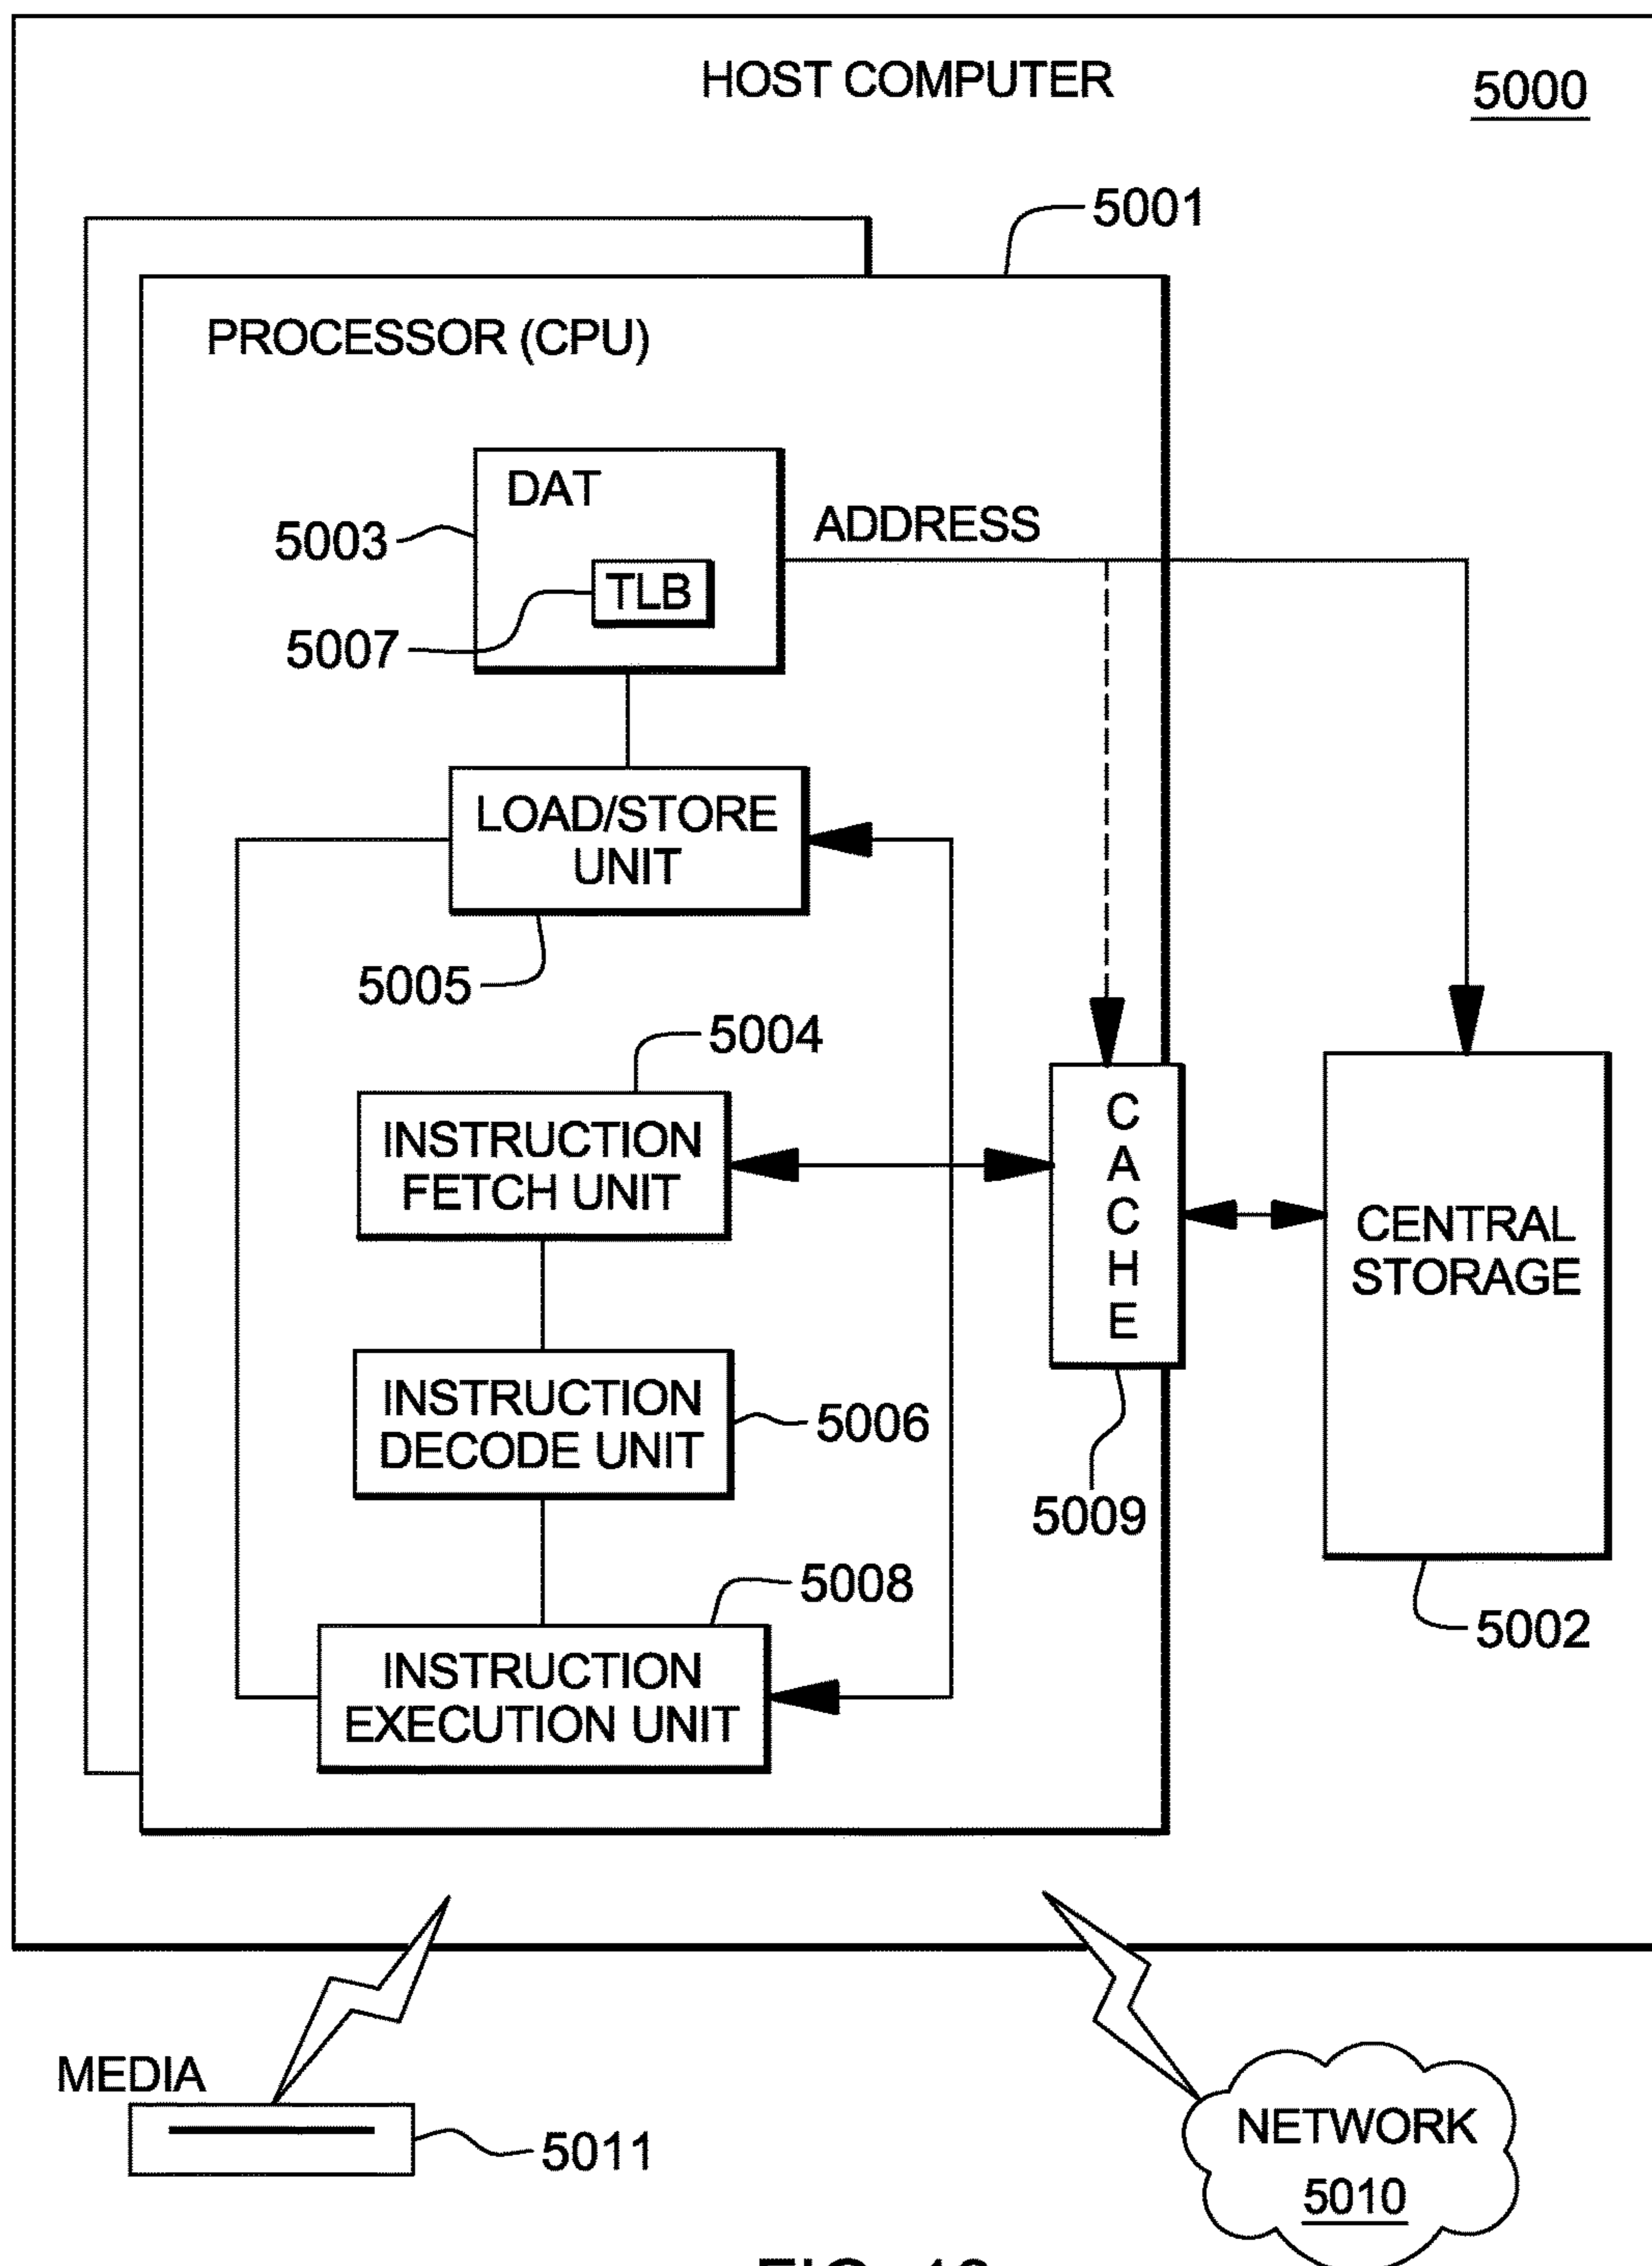 HOST COMPUTER
5000
5001
PROCESSOR (CPU)
DAT
5003
ADDRESS
TLB
5007
LOAD/STORE
UNIT
5005
5004
INSTRUCTION
FETCH UNIT
C
A
C
H
E
CENTRAL
STORAGE
INSTRUCTION
DECODE UNIT
5006
5009
5008
5002
INSTRUCTION
EXECUTION UNIT
MEDIA
5011
NETWORK
5010